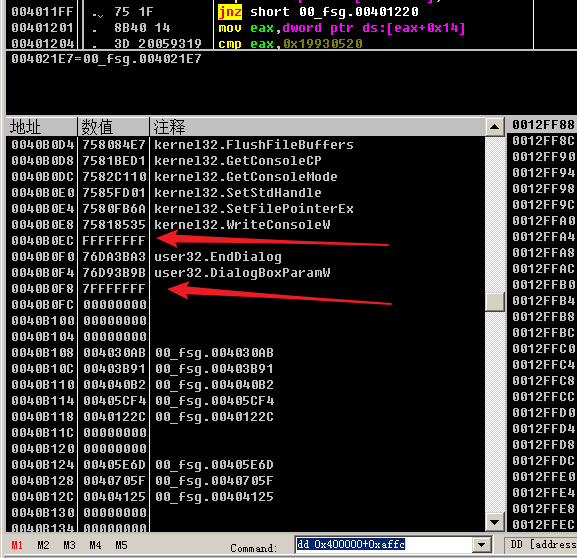 004011FF . 75 1F jnz short 00_fsg.00401220
00401201 . 8B40 14 mov eax,dword ptr ds:[eax+0x14]
00401204 . 3D 20059319 cmp eax,0x19930520
004021E7=00_fsg.004021E7
地址 数值 注释
0040B0D4 758084E7 kernel32.FlushFileBuffers
0040B0D8 7581BED1 kernel32.GetConsoleCP
0040B0DC 7582C110 kernel32.GetConsoleMode
0040B0E0 7585FD01 kernel32.SetStdHandle
0040B0E4 7580FB6A kernel32.SetFilePointerEx
0040B0E8 75818535 kernel32.WriteConsoleW
0040B0EC FFFFFFFF
0040B0F0 76DA3BA3 user32.EndDialog
0040B0F4 76D93B9B user32.DialogBoxParamW
0040B0F8 7FFFFFFF
0040B0FC 00000000
0040B100 00000000
0040B104 00000000
0040B108 004030AB 00_fsg.004030AB
0040B10C 00403B91 00_fsg.00403B91
0040B110 004040B2 00_fsg.004040B2
0040B114 00405CF4 00_fsg.00405CF4
0040B118 0040122C 00_fsg.0040122C
0040B11C 00000000
0040B120 00000000
0040B124 00405E6D 00_fsg.00405E6D
0040B128 0040705F 00_fsg.0040705F
0040B12C 00404125 00_fsg.00404125
0040B130 00000000
0040B134 00000000
0012FF88
0012FF8C
0012FF90
0012FF94
0012FF98
0012FF9C
0012FFA0
0012FFA4
0012FFA8
0012FFAC
0012FFB0
0012FFB4
0012FFB8
0012FFBC
0012FFC0
0012FFC4
0012FFC8
0012FFCC
0012FFD0
0012FFD4
0012FFD8
0012FFDC
0012FFE0
0012FFE4
0012FFE8
0012FFEC
M1 M2 M3 M4 M5 Command: dd 0x400000+0xaffc DD [address